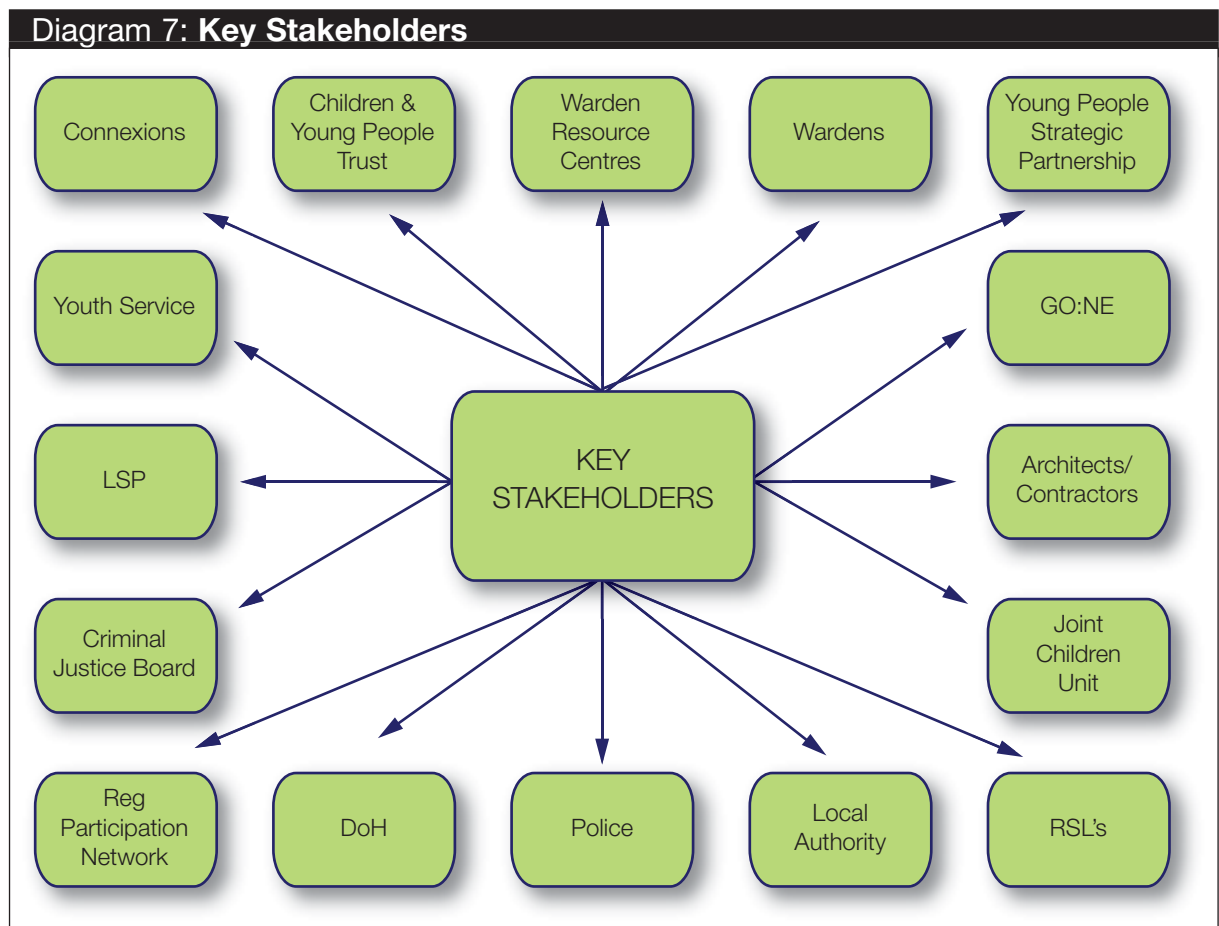 Diagram 7: Key Stakeholders
Connexions
Children &
Young People
Trust
Warden
Resource
Centres
Wardens
Young People
Strategic
Partnership
Youth Service
GO:NE
LSP
KEY
STAKEHOLDERS
Architects/
Contractors
Criminal
Justice Board
Joint
Children
Unit
Reg
Participation
Network
DoH
Police
Local
Authority
RSL's